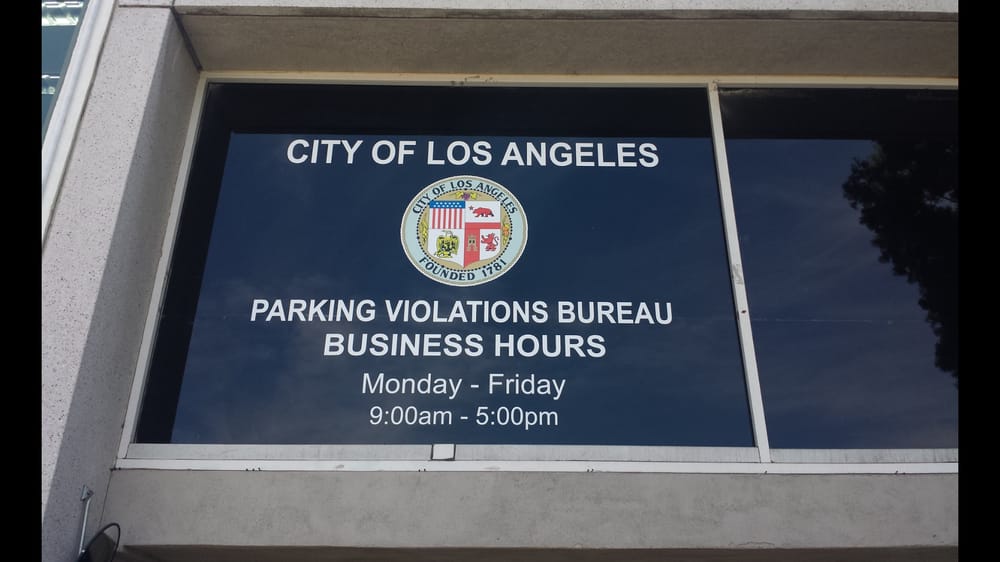 CITY OF LOS ANGELES
CITY OF LOS ANGELES
FOUNDED 1781
PARKING VIOLATIONS BUREAU
BUSINESS HOURS
Monday - Friday
9:00am - 5:00pm